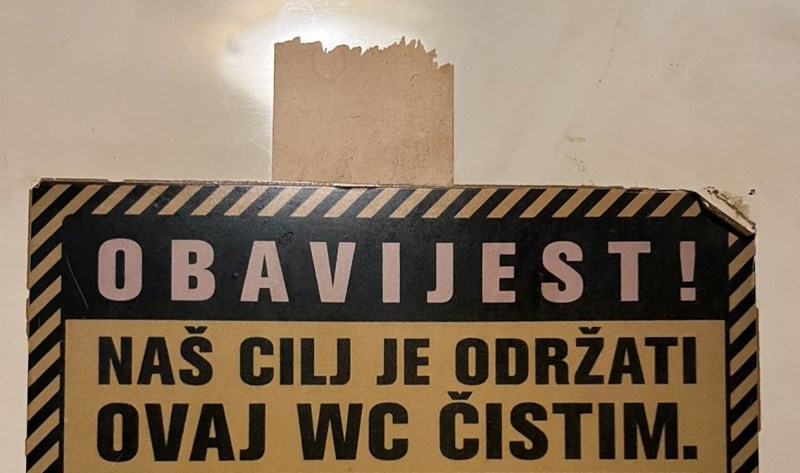 OBAVIJEST!
NAŠ CILJ JE ODRŽATI
OVAJ WC ČISTIM.